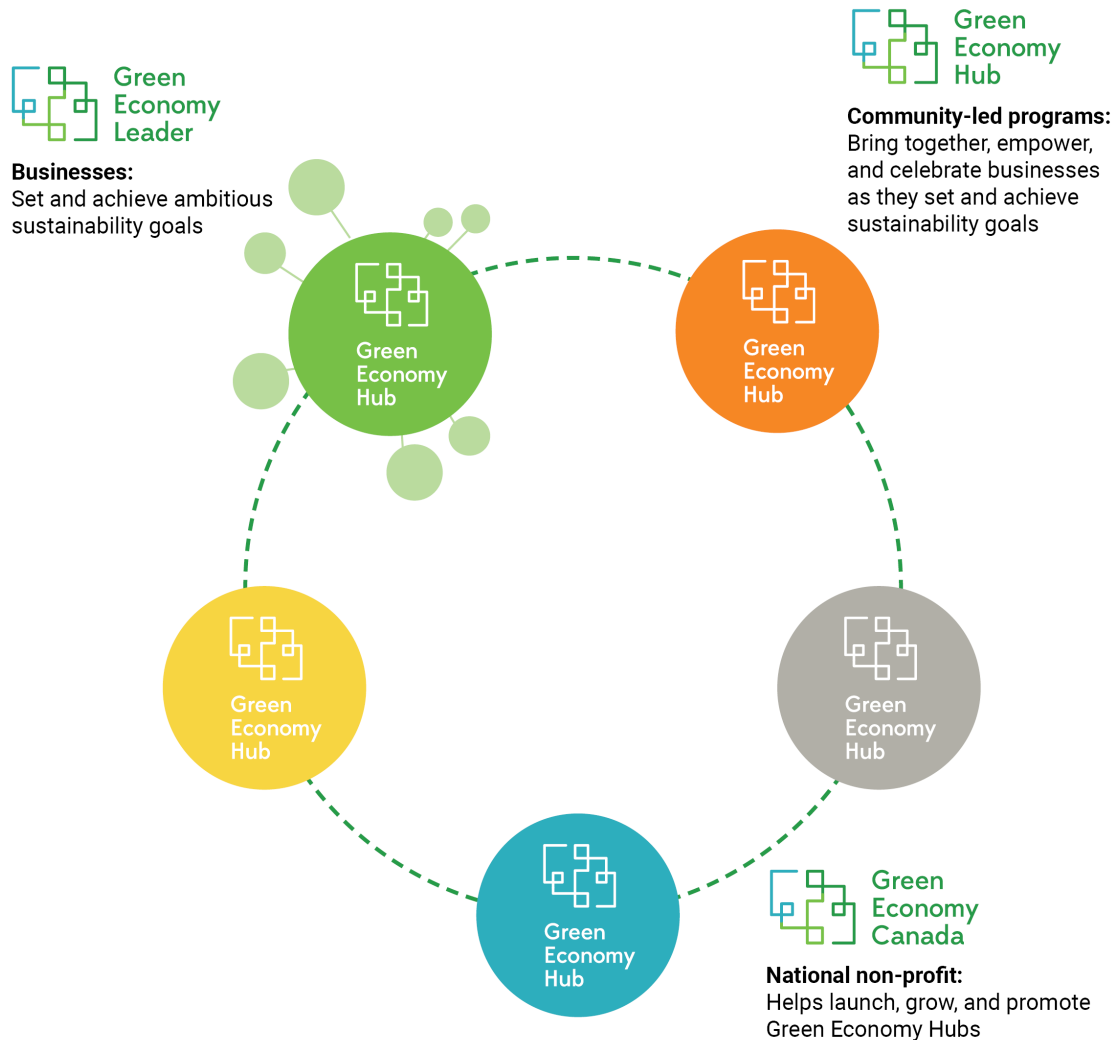 Green
Economy
Leader
Businesses:
Set and achieve ambitious
sustainability goals
Green
Economy
Hub
Community-led programs:
Bring together, empower,
and celebrate businesses
as they set and achieve
sustainability goals
Green
Economy
Hub
Green
Economy
Hub
Green
Economy
Hub
Green
Economy
Hub
Green
Economy
Hub
Green
Economy
Canada
National non-profit:
Helps launch, grow, and promote
Green Economy Hubs